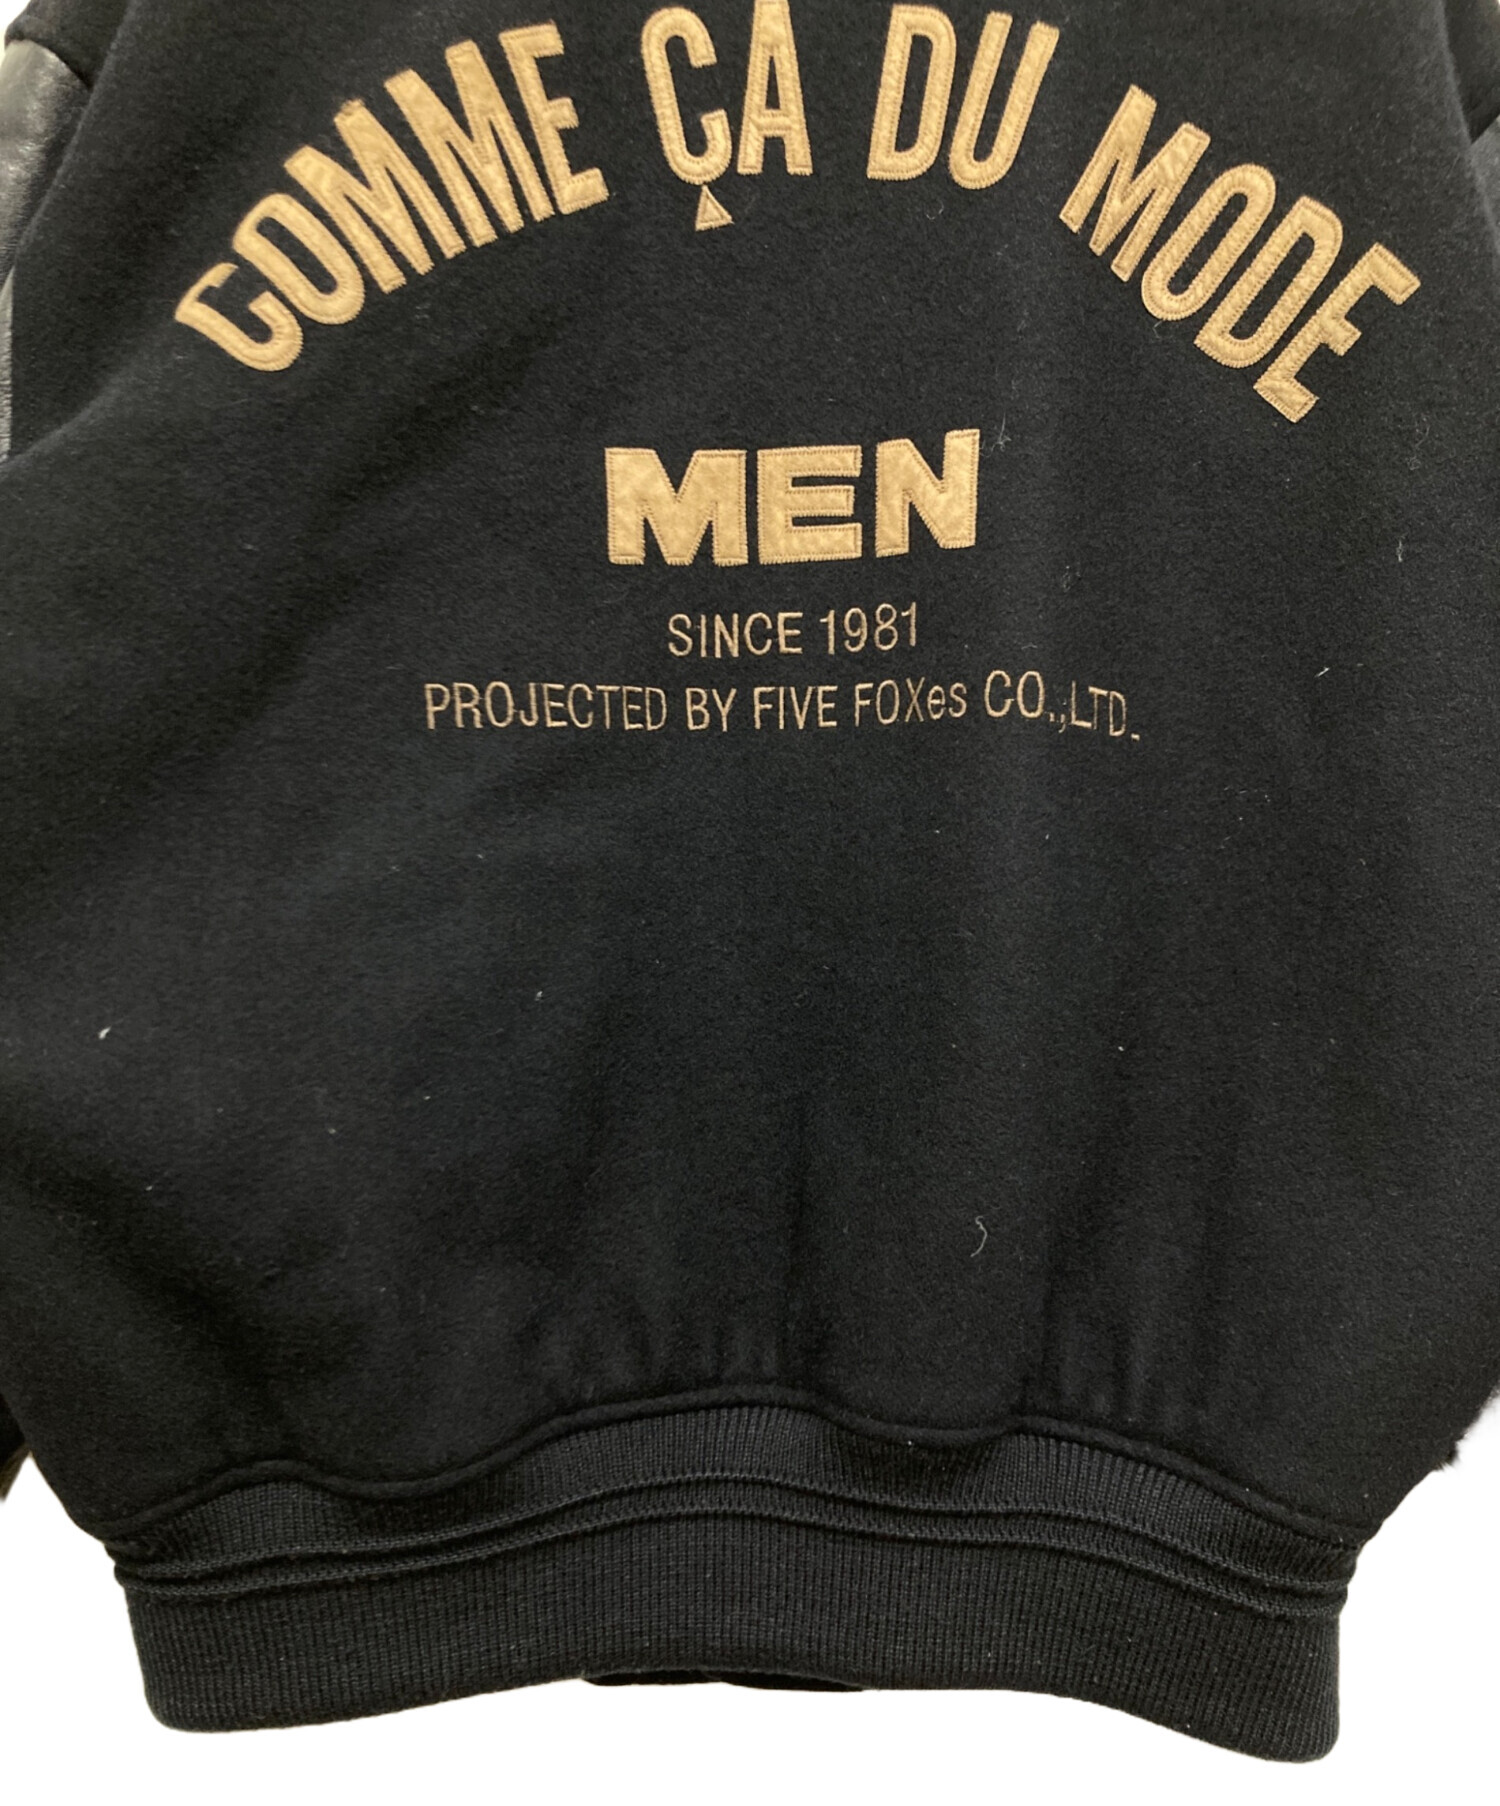 COMME ÇA DU MODE
MEN
SINCE 1981
PROJECTED BY FIVE FOXes CO.,;LTD.